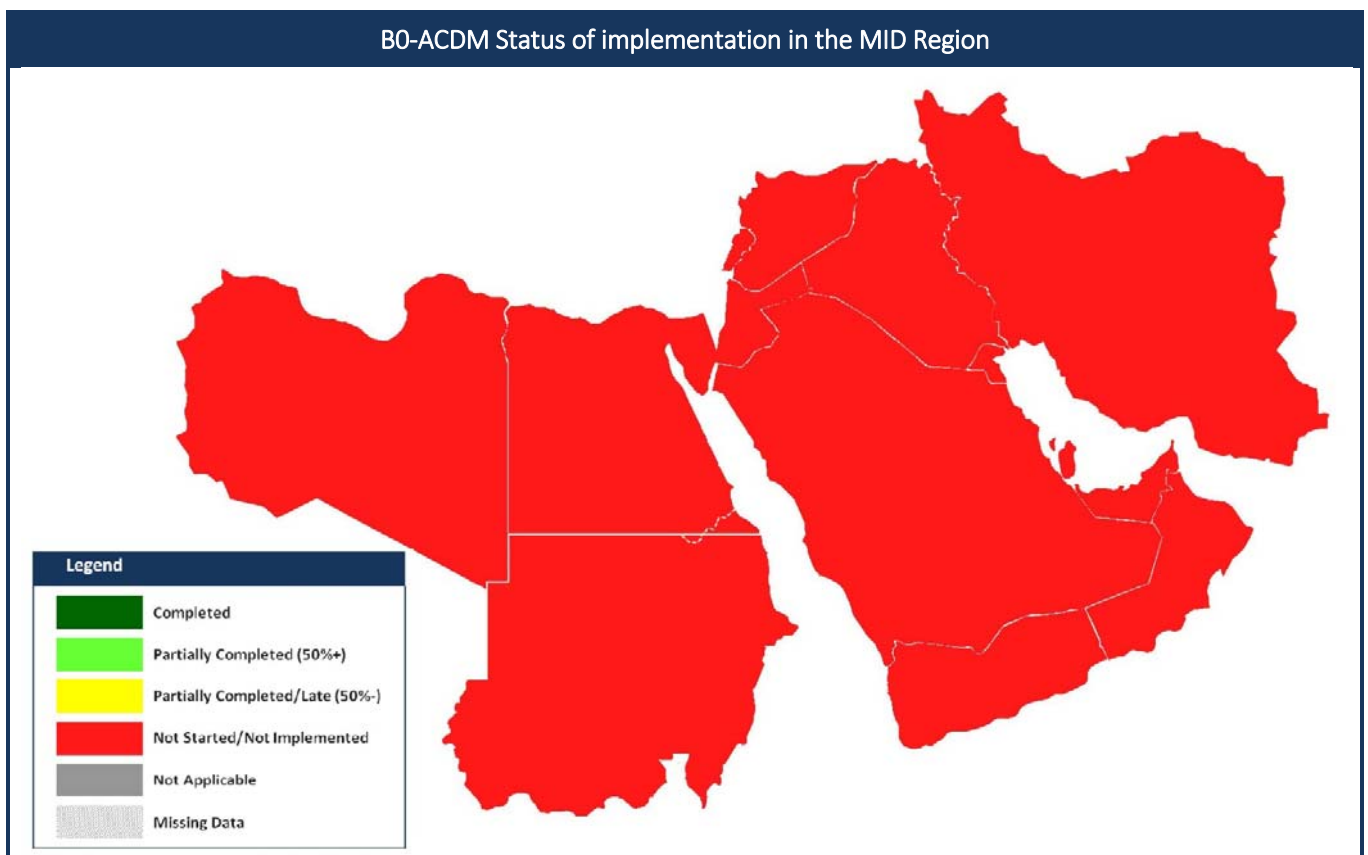 B0-ACDM Status of implementation in the MID Region
Legend
Completed
Partially Completed (50%+)
Partially Completed/Late (50%-)
Not Started/Not Implemented
Not Applicable
Missing Data